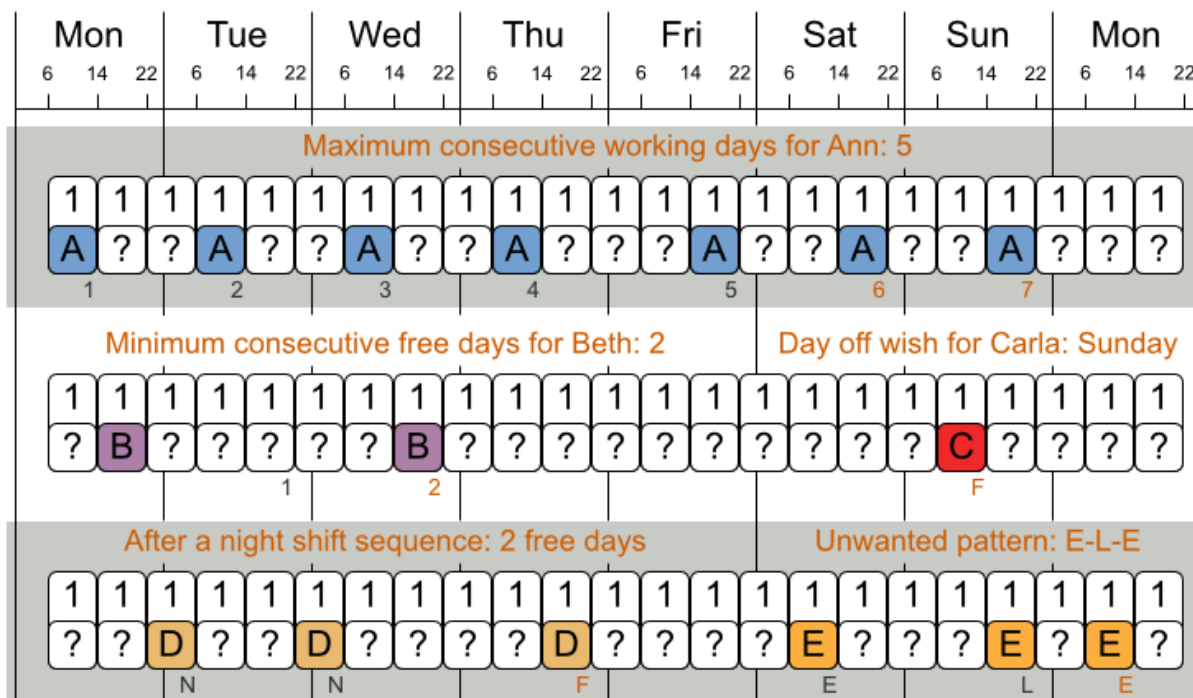 Mon Tue Wed Thu Fri Sat Sun Mon
6 14 22 6 14 22 6 14 22 6 14 22 6 14 22 6 14 22 6 14 22 6 14 22
Maximum consecutive working days for Ann: 5
1 1 1 1 1 1 1 1 1 1 1 1 1 1 1 1 1 1 1 1 1 1 1
A ? ? A ? ? A ? ? A ? ? ? A ? ? A ? ? A ? ? ?
1 2 3 4 5 6 7
Minimum consecutive free days for Beth: 2 Day off wish for Carla: Sunday
1 1 1 1 1 1 1 1 1 1 1 1 1 1 1 1 1 1 1 1 1 1 1
? B ? ? ? ? ? B ? ? ? ? ? ? ? ? ? ? C ? ? ? ?
1 2 F
After a night shift sequence: 2 free days Unwanted pattern: E-L-E
1 1 1 1 1 1 1 1 1 1 1 1 1 1 1 1 1 1 1 1 1 1 1
? ? D ? ? D ? ? ? ? D ? ? ? ? E ? ? ? E ? E ?
N N F E L E